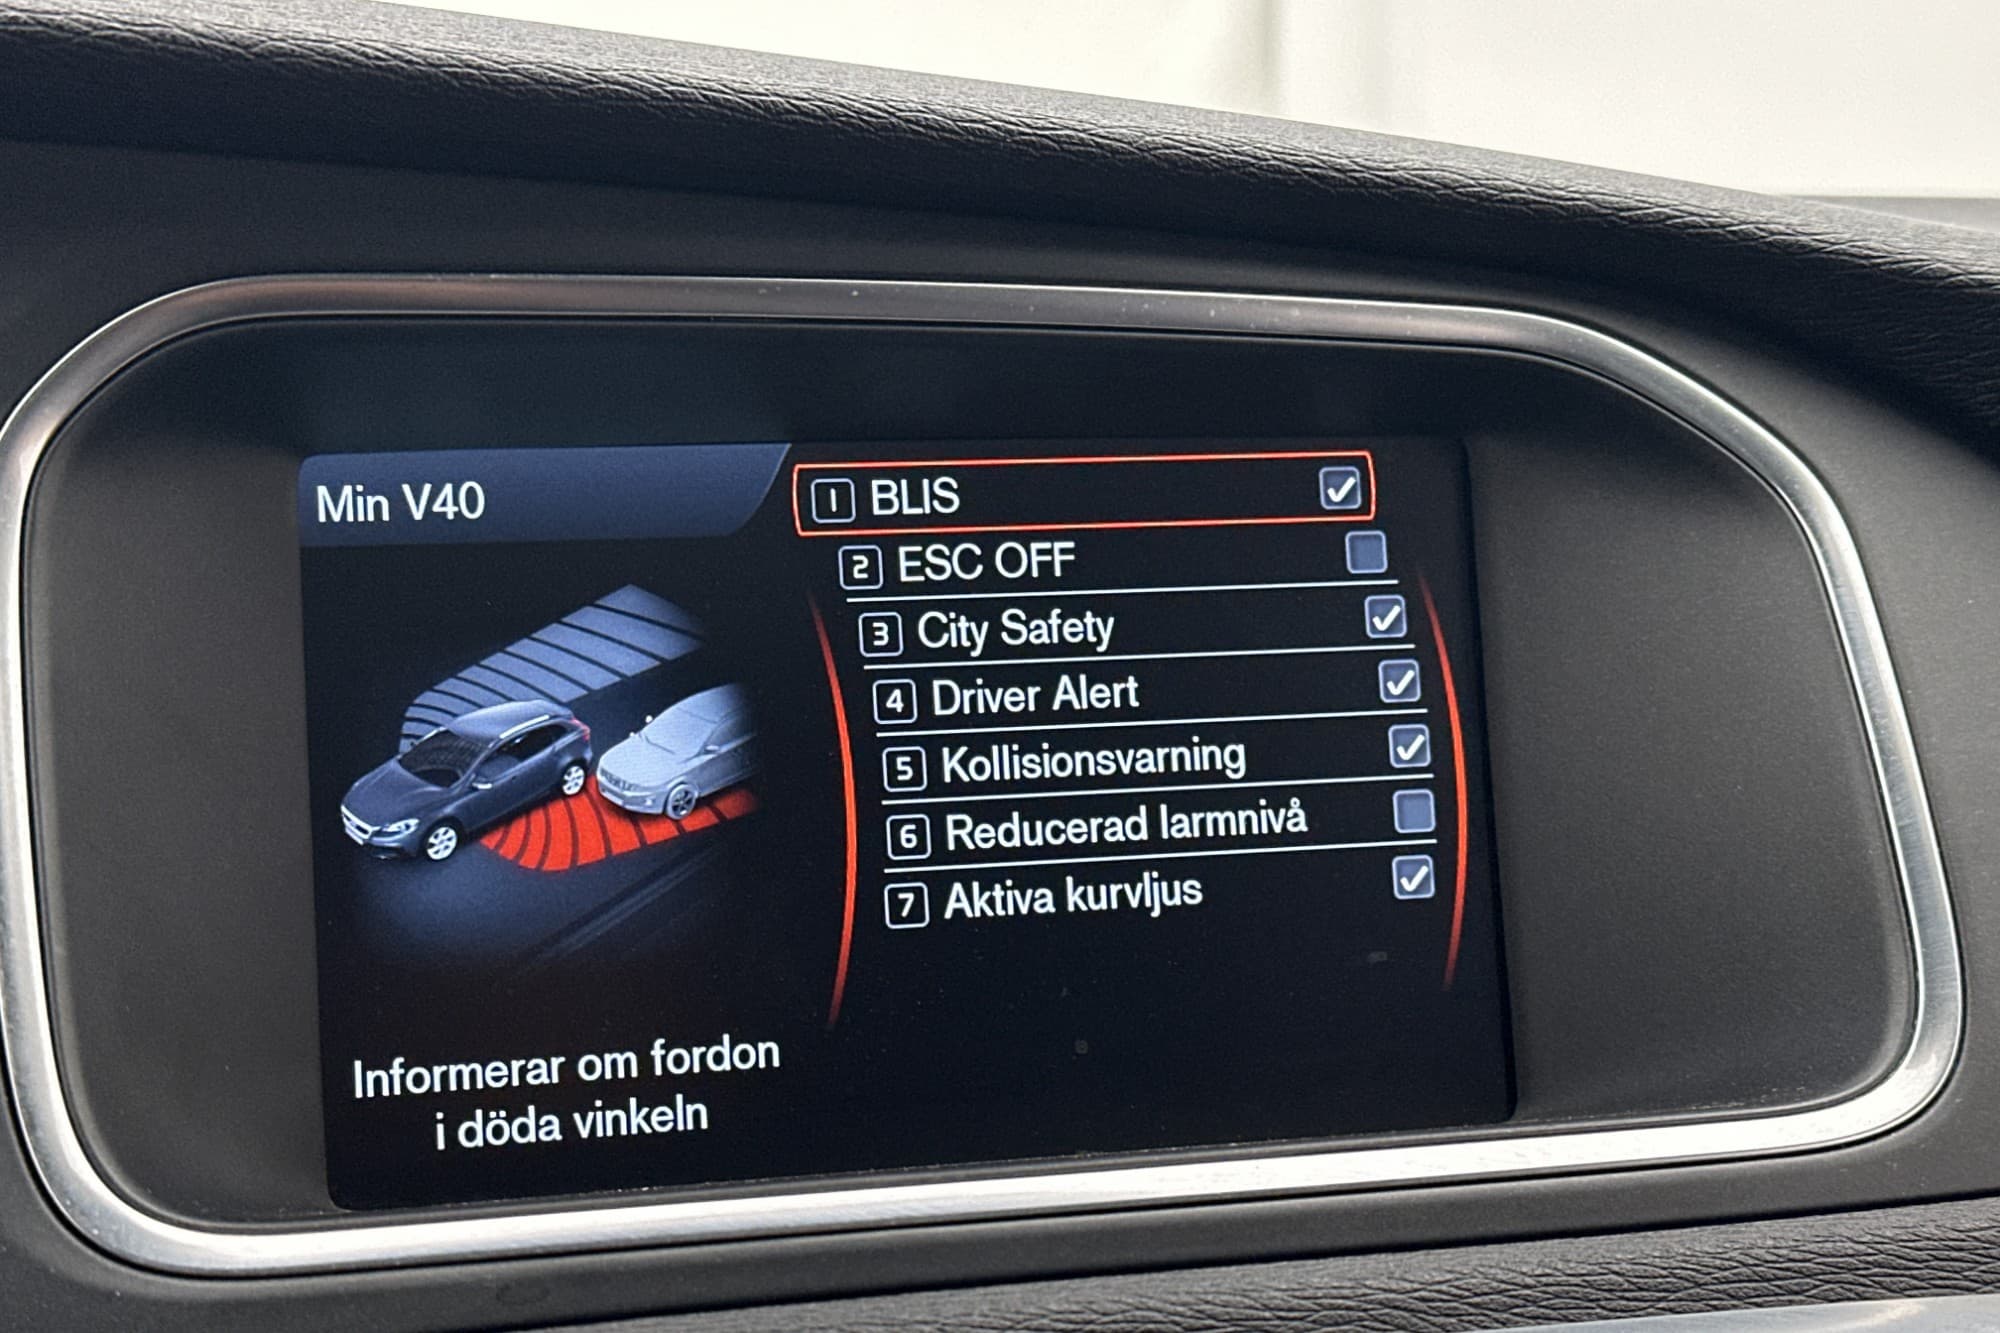 Min V40
1 BLIS
2 ESC OFF
3 City Safety
4 Driver Alert
5 Kollisionsvarning
6 Reducerad larmnivå
7 Aktiva kurvljus
Informerar om fordon
i döda vinkeln